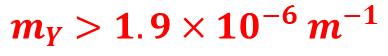 m_Y > 1.9 × 10^{-6} m^{-1}